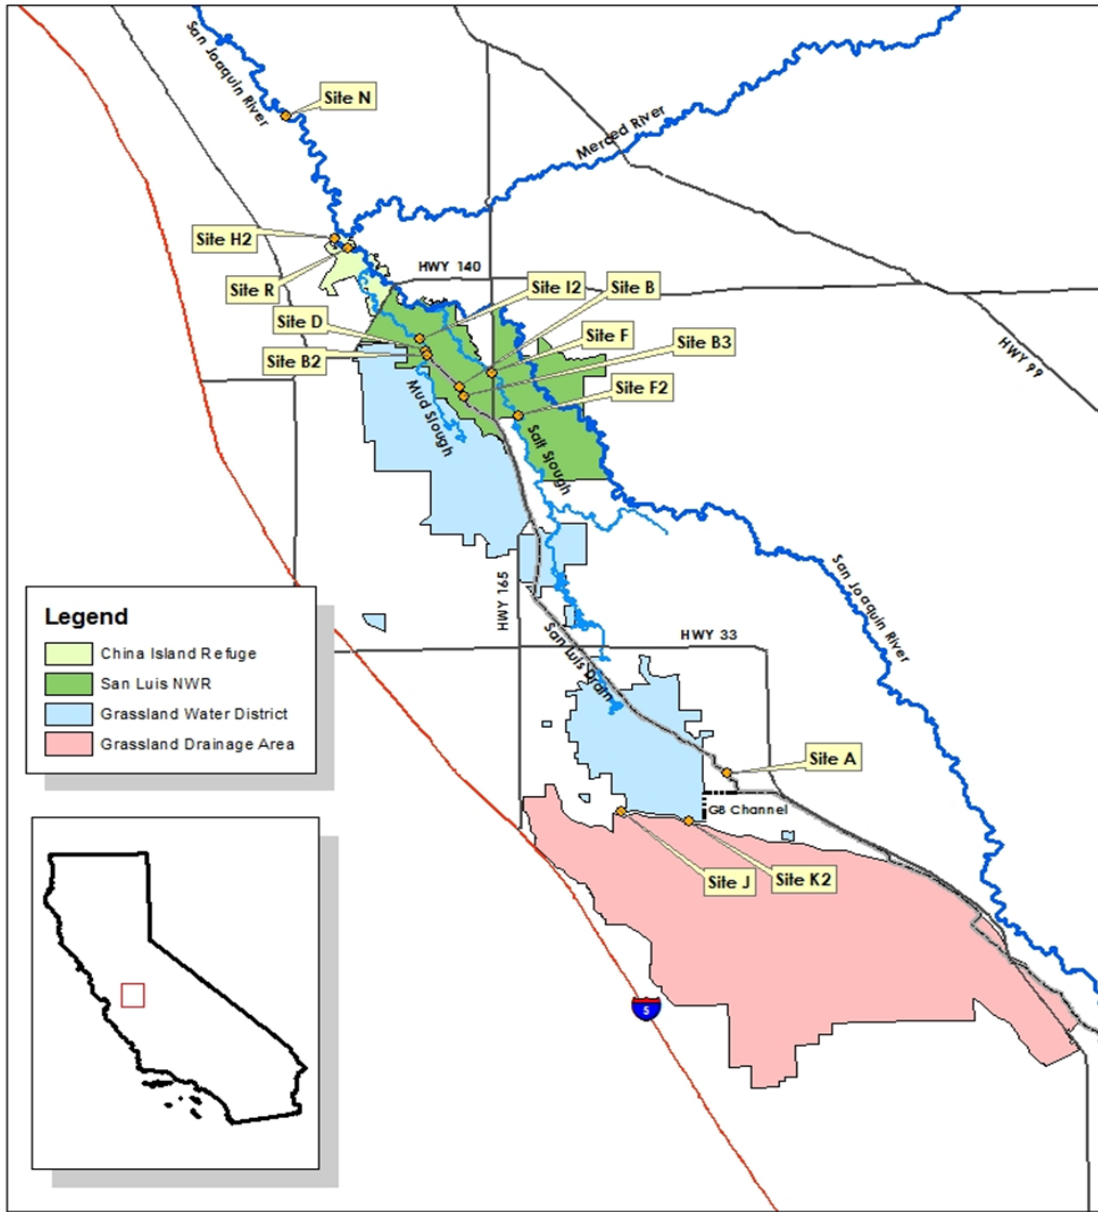 San Joaquin River
Site N
Merced River
Site H2
Site R
HWY 140
Site I2
Site B
Site D
Site F
Site B3
Site B2
Site F2
HWY 99
Mud Slough
Salt Slough
San Joaquin River
HWY 165
HWY 33
San Luis Drain
Legend
China Island Refuge
San Luis NWR
Grassland Water District
Grassland Drainage Area
Site A
GB Channel
Site J
Site K2
5